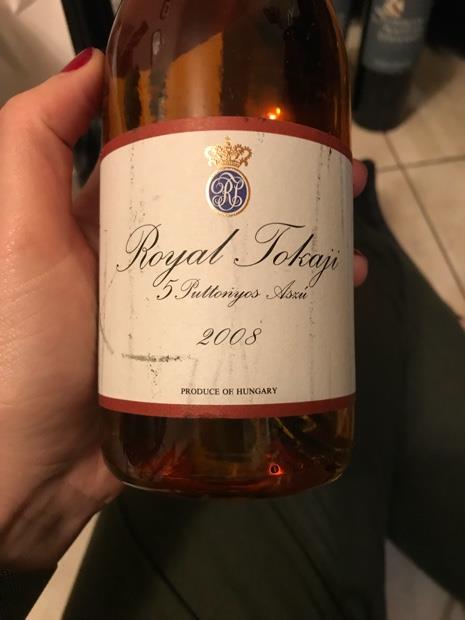 Royal Tokaji
5 Puttonyos Aszú
2008
PRODUCE OF HUNGARY